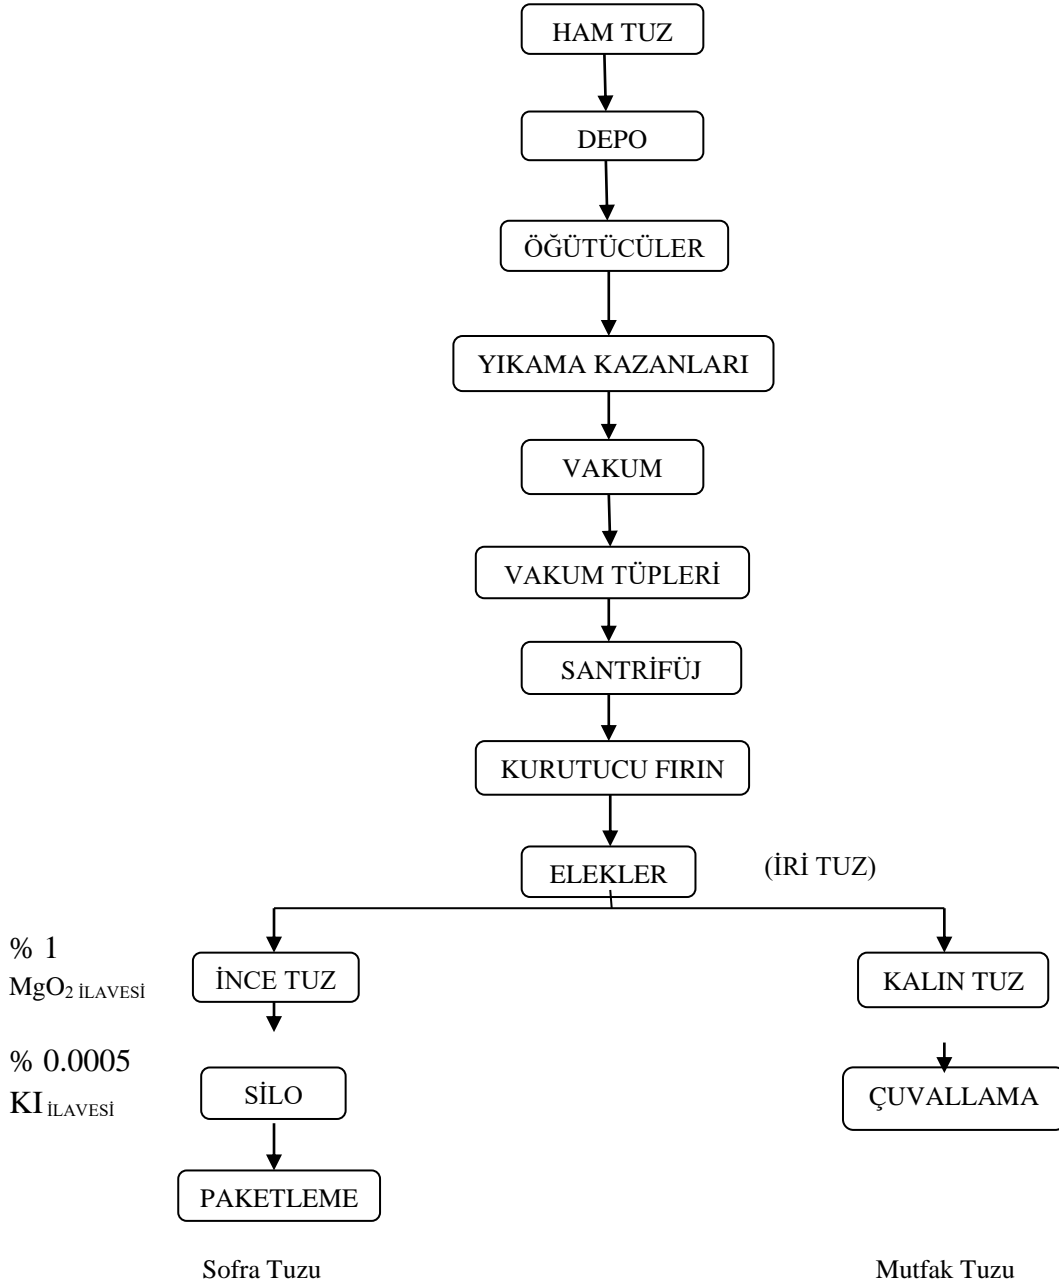 HAM TUZ
DEPO
ÖĞÜTÜCÜLER
YIKAMA KAZANLARI
VAKUM
VAKUM TÜPLERİ
SANTRİFÜJ
KURUTUCU FIRIN
ELEKLER
(İRİ TUZ)
% 1
MgO₂ İLAVESİ
İNCE TUZ
KALIN TUZ
% 0.0005
KI İLAVESİ
SİLO
ÇUVALLAMA
PAKETLEME
Sofra Tuzu
Mutfak Tuzu